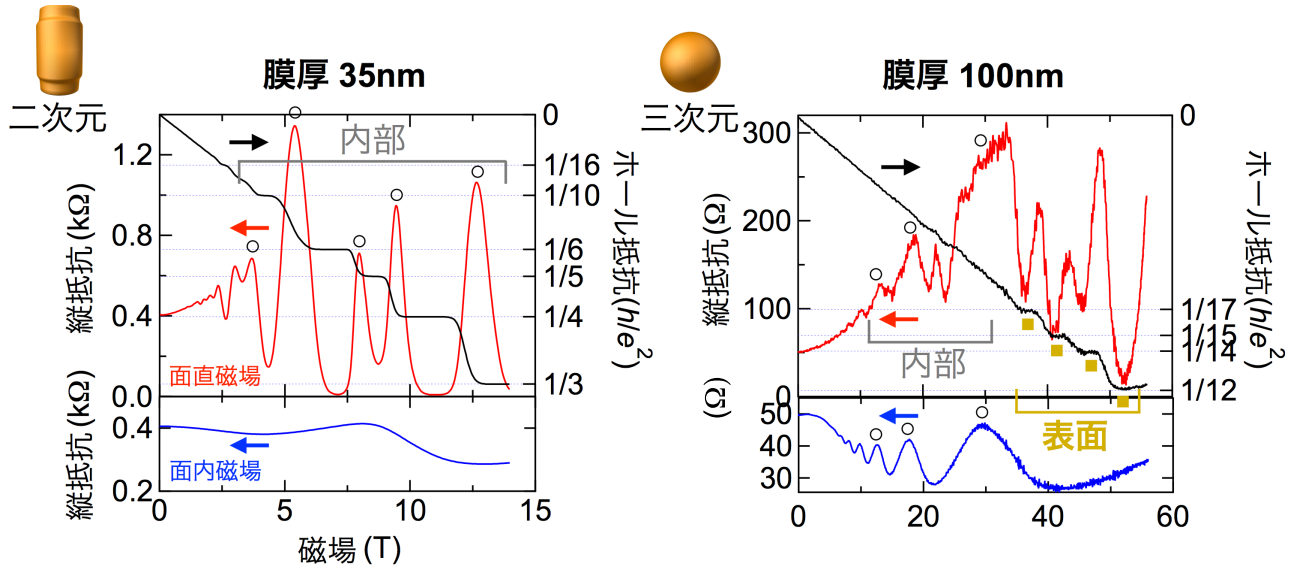 膜厚 35nm
二次元
内部
縦抵抗 (kΩ)
1.2
0.8
0.4
0.0
0
1/16
1/10
1/6
1/5
1/4
1/3
ホール抵抗(h/e²)
面直磁場
縦抵抗 (kΩ)
0.4
0.2
面内磁場
0
5
10
15
磁場 (T)
膜厚 100nm
三次元
縦抵抗 (Ω)
300
200
100
0
0
1/17
1/15
1/14
1/12
ホール抵抗(h/e²)
内部
表面
(Ω)
50
40
30
0
20
40
60